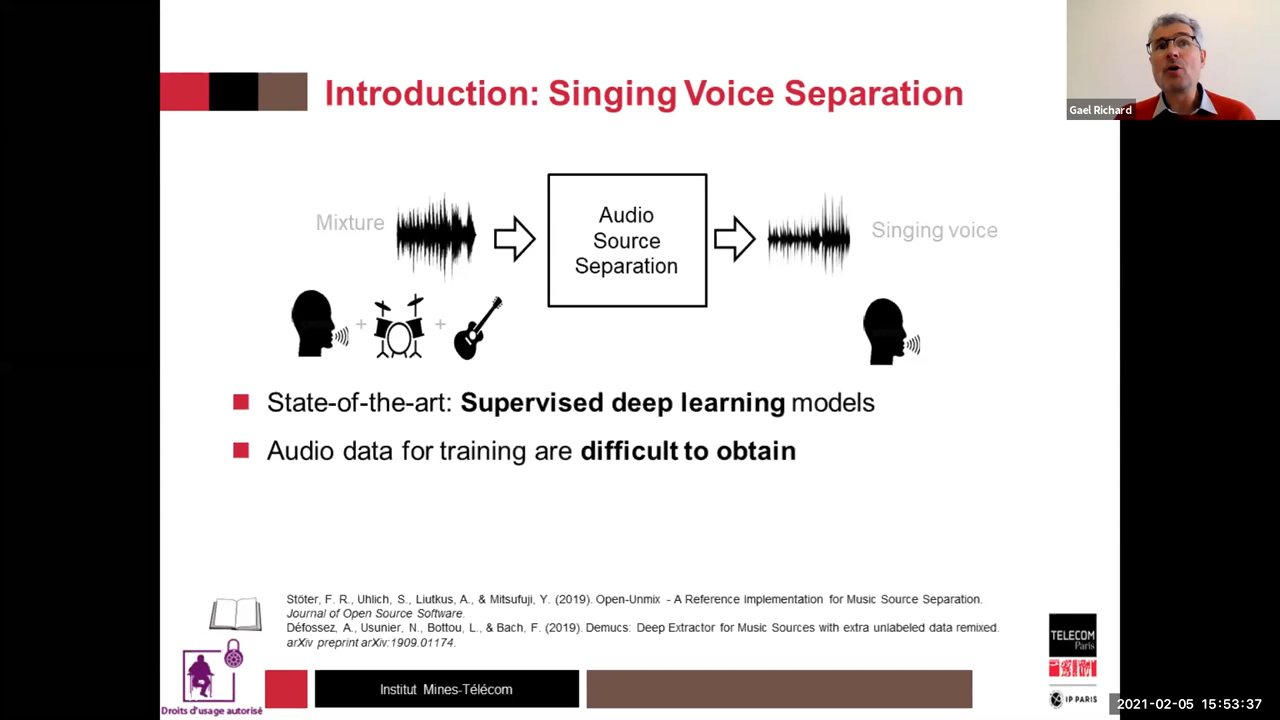 Introduction: Singing Voice Separation
Gael Richard
Mixture
Audio
Source
Separation
Singing voice
+
+
State-of-the-art: Supervised deep learning models
Audio data for training are difficult to obtain
Stöter, F. R., Uhlich, S., Liutkus, A., & Mitsufuji, Y. (2019). Open-Unmix - A Reference Implementation for Music Source Separation.
Journal of Open Source Software.
Défossez, A., Usunier, N., Bottou, L., & Bach, F. (2019). Demucs: Deep Extractor for Music Sources with extra unlabeled data remixed.
arXiv preprint arXiv:1909.01174.
Droits d'usage autorisé
Institut Mines-Télécom
TELECOM
Paris
IP PARIS
2021-02-05 15:53:37